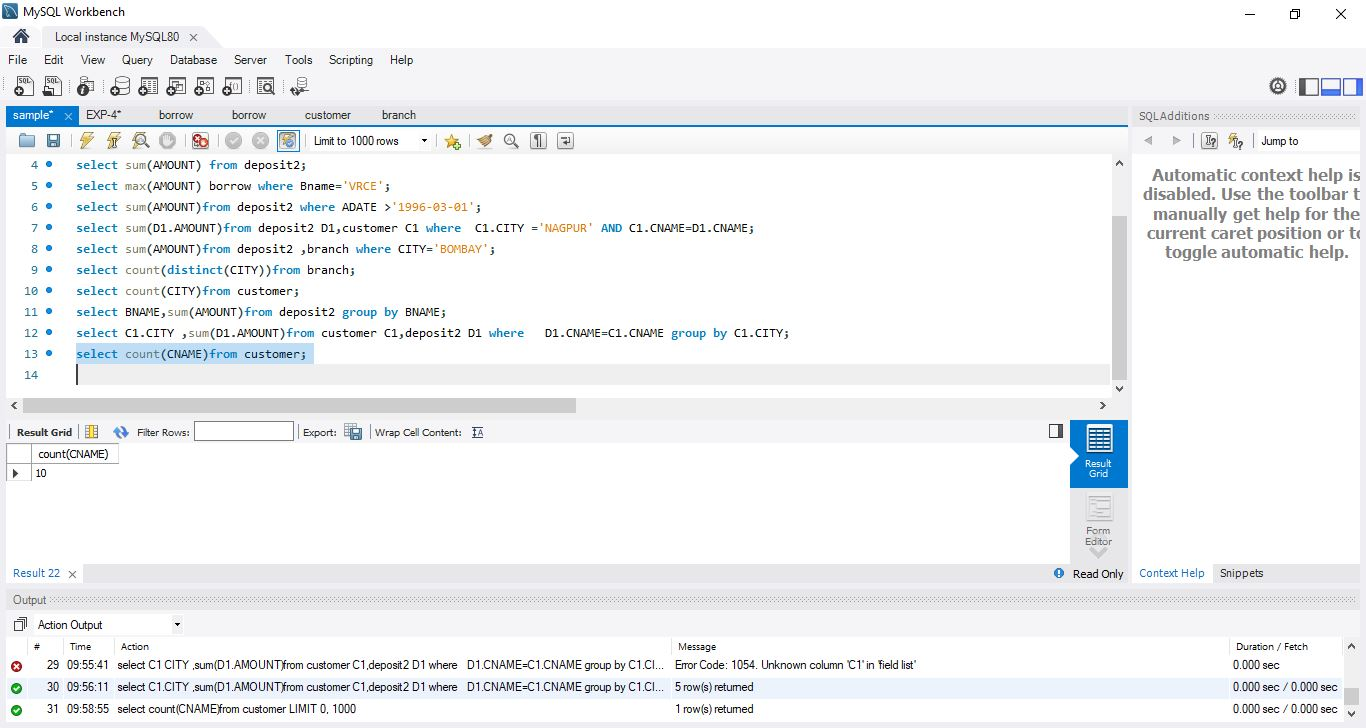 MySQL Workbench
Local instance MySQL80
File Edit View Query Database Server Tools Scripting Help
sample* EXP-4* borrow borrow customer branch
SQLAdditions
Limit to 1000 rows
Jump to
4 select sum(AMOUNT) from deposit2;
5 select max(AMOUNT) borrow where Bname='VRCE';
6 select sum(AMOUNT)from deposit2 where ADATE >'1996-03-01';
7 select sum(D1.AMOUNT)from deposit2 D1,customer C1 where C1.CITY ='NAGPUR' AND C1.CNAME=D1.CNAME;
8 select sum(AMOUNT)from deposit2 ,branch where CITY='BOMBAY';
9 select count(distinct(CITY))from branch;
10 select count(CITY)from customer;
11 select BNAME,sum(AMOUNT)from deposit2 group by BNAME;
12 select C1.CITY ,sum(D1.AMOUNT)from customer C1,deposit2 D1 where D1.CNAME=C1.CNAME group by C1.CITY;
13 select count(CNAME)from customer;
14
Automatic context help is
disabled. Use the toolbar t
manually get help for the
current caret position or to
toggle automatic help.
Result Grid Filter Rows: Export: Wrap Cell Content:
count(CNAME)
10
Result
Grid
Form
Editor
Result 22
Read Only
Context Help Snippets
Output
Action Output
# Time Action Message Duration / Fetch
29 09:55:41 select C1 CITY ,sum(D1.AMOUNT)from customer C1,deposit2 D1 where D1.CNAME=C1.CNAME group by C1.CI... Error Code: 1054. Unknown column 'C1' in 'field list' 0.000 sec
30 09:56:11 select C1.CITY ,sum(D1.AMOUNT)from customer C1,deposit2 D1 where D1.CNAME=C1.CNAME group by C1.CI... 5 row(s) returned 0.000 sec / 0.000 sec
31 09:58:55 select count(CNAME)from customer LIMIT 0, 1000 1 row(s) returned 0.000 sec / 0.000 sec